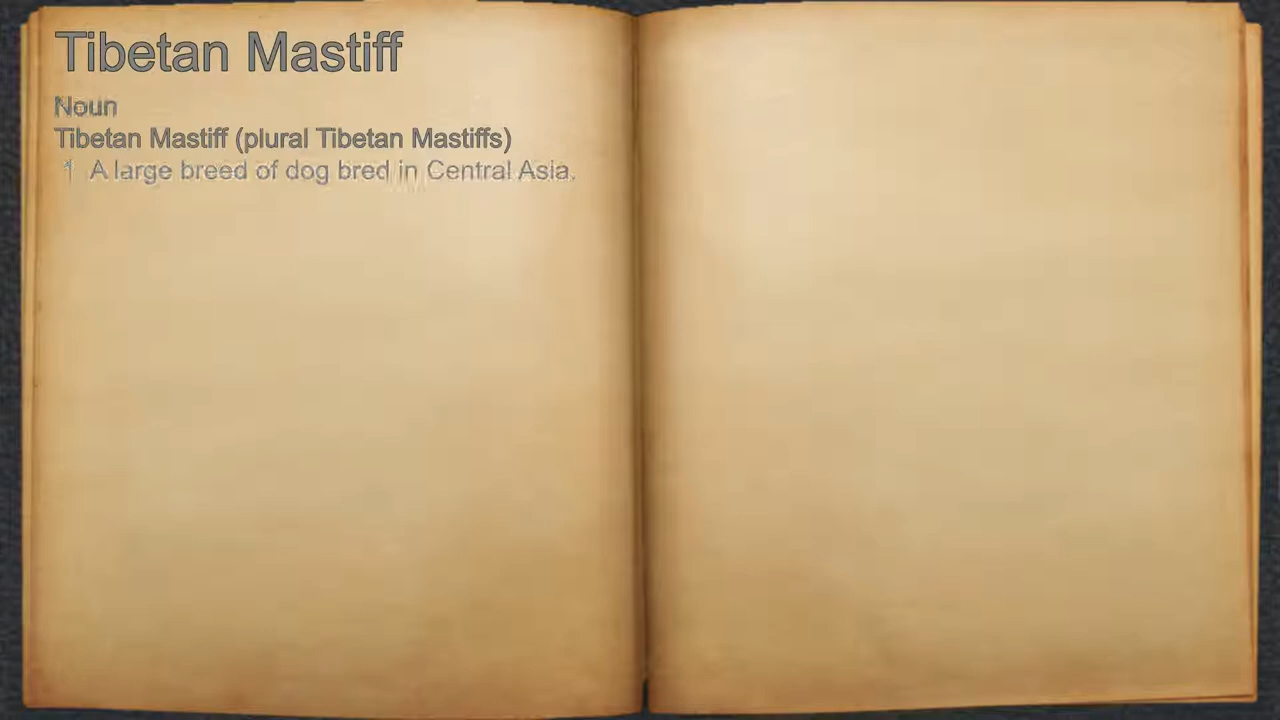 Tibetan Mastiff
Noun
Tibetan Mastiff (plural Tibetan Mastiffs)
1 A large breed of dog bred in Central Asia.